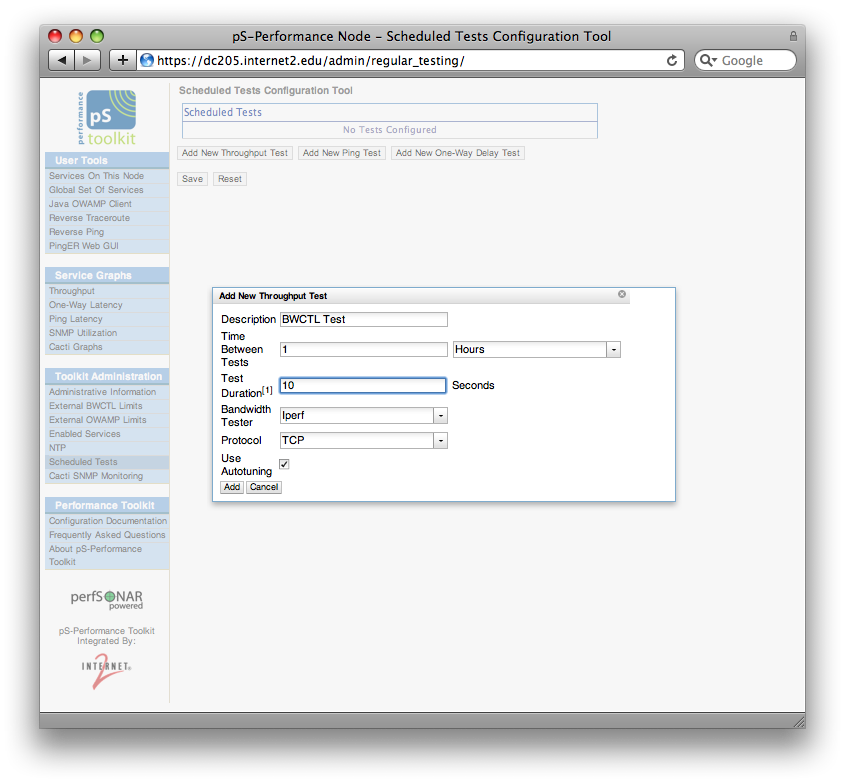 pS-Performance Node – Scheduled Tests Configuration Tool
https://dc205.internet2.edu/admin/regular_testing/
Google
performance
pS
toolkit
User Tools
Services On This Node
Global Set Of Services
Java OWAMP Client
Reverse Traceroute
Reverse Ping
PingER Web GUI
Service Graphs
Throughput
One-Way Latency
Ping Latency
SNMP Utilization
Cacti Graphs
Toolkit Administration
Administrative Information
External BWCTL Limits
External OWAMP Limits
Enabled Services
NTP
Scheduled Tests
Cacti SNMP Monitoring
Performance Toolkit
Configuration Documentation
Frequently Asked Questions
About pS-Performance
Toolkit
perfSONAR
powered
pS-Performance Toolkit
Integrated By:
INTERNET
2
Scheduled Tests Configuration Tool
Scheduled Tests
No Tests Configured
Add New Throughput Test Add New Ping Test Add New One-Way Delay Test
Save Reset
Add New Throughput Test
Description BWCTL Test
Time
Between 1 Hours
Tests
Test
Duration[1] 10 Seconds
Bandwidth
Tester Iperf
Protocol TCP
Use
Autotuning
Add Cancel